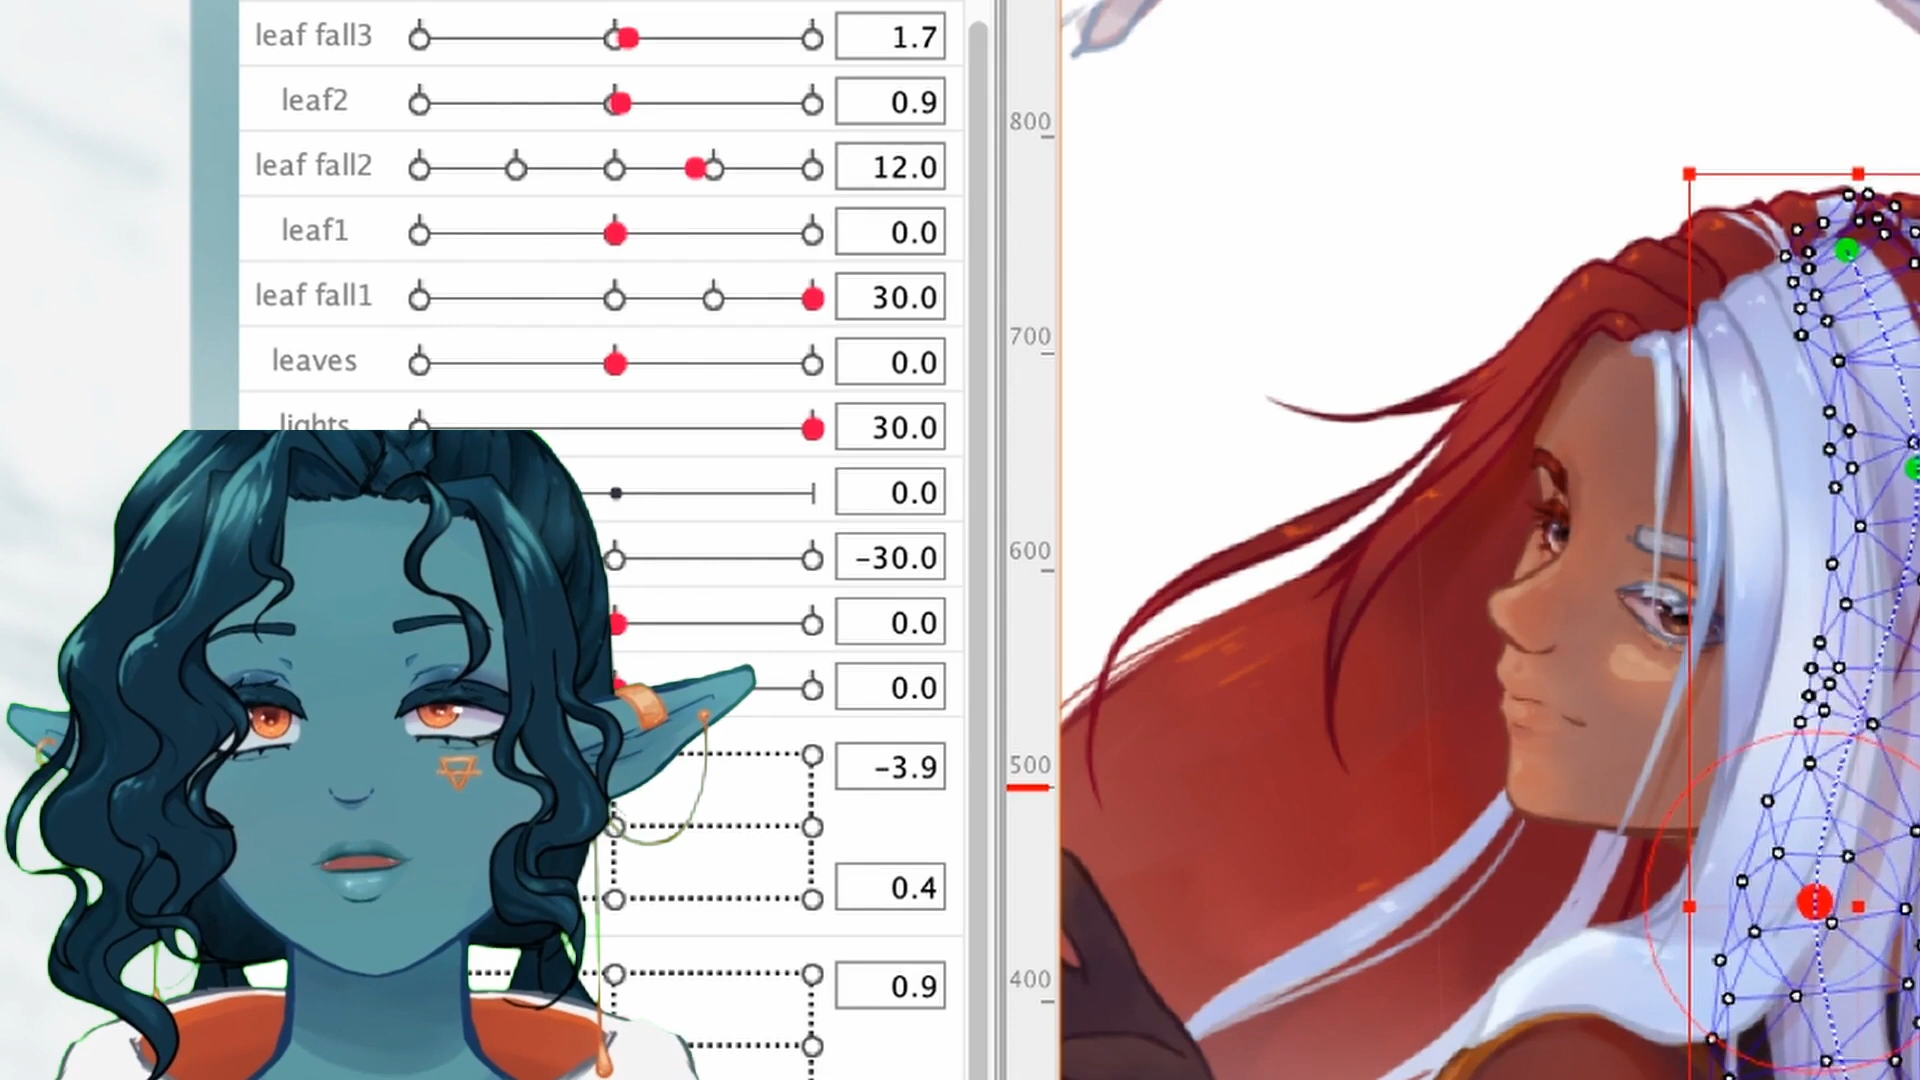 leaf fall3 1.7
leaf2 0.9
leaf fall2 12.0
leaf1 0.0
leaf fall1 30.0
leaves 0.0
lights 30.0
0.0
−30.0
0.0
0.0
−3.9
0.4
0.9
800
700
600
500
400